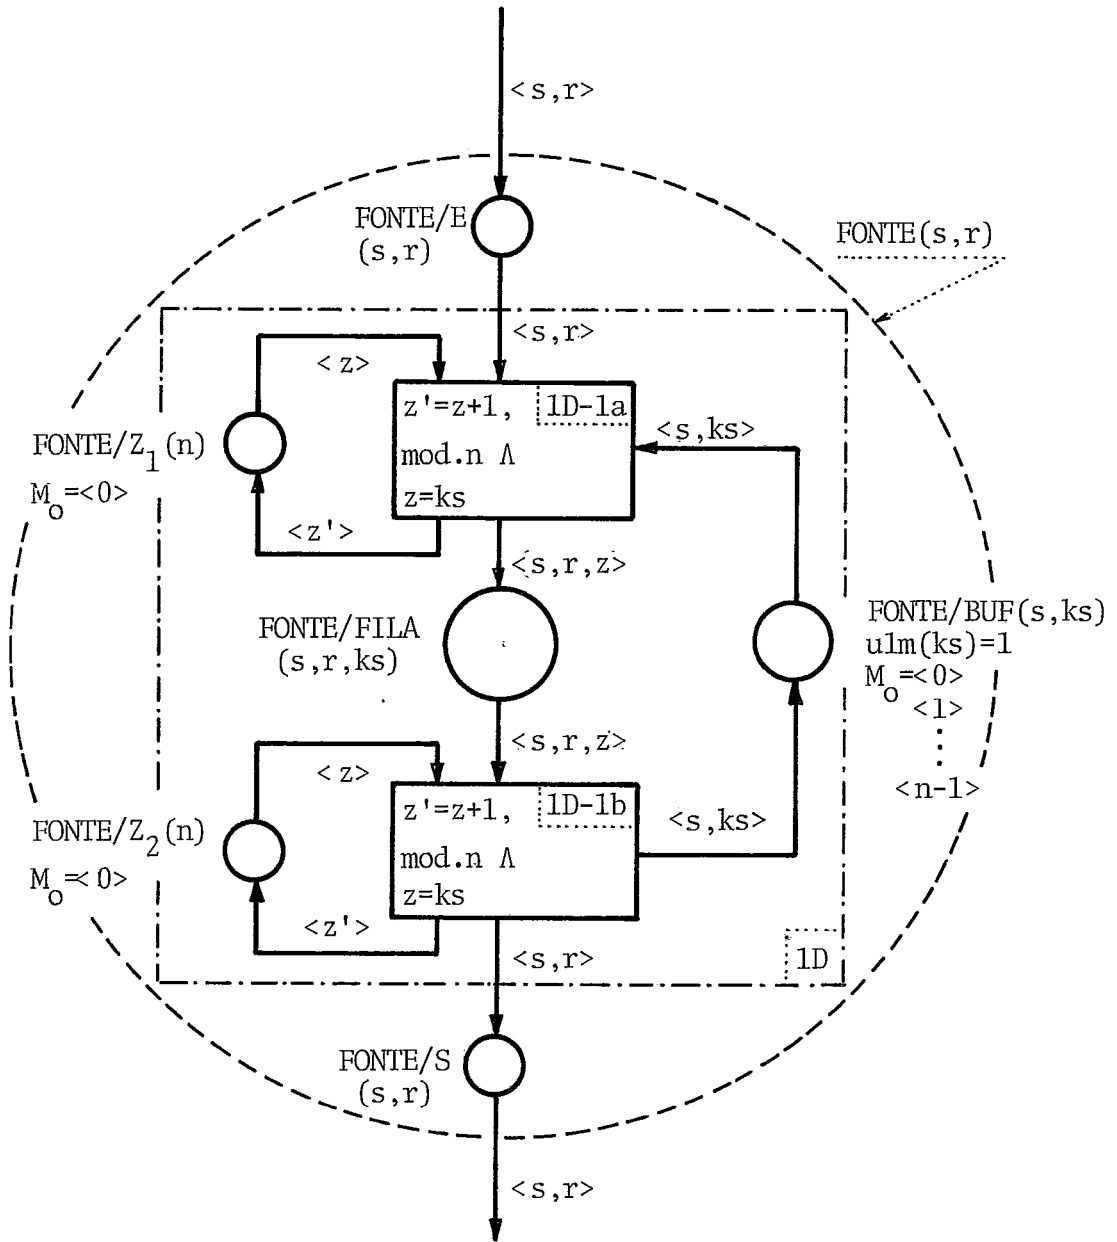 <s,r>
FONTE/E
(s,r)
FONTE(s,r)
<s,r>
<z>
z'=z+1,
1D-1a
mod.n Λ
z=ks
<s,ks>
FONTE/Z1(n)
Mo=<0>
<z'>
<s,r,z>
FONTE/FILA
(s,r,ks)
FONTE/BUF(s,ks)
ulm(ks)=1
Mo=<0>
<1>
<n-1>
<s,r,z>
<z>
z'=z+1,
1D-1b
mod.n Λ
z=ks
<s,ks>
FONTE/Z2(n)
Mo=<0>
<z'>
<s,r>
1D
FONTE/S
(s,r)
<s,r>